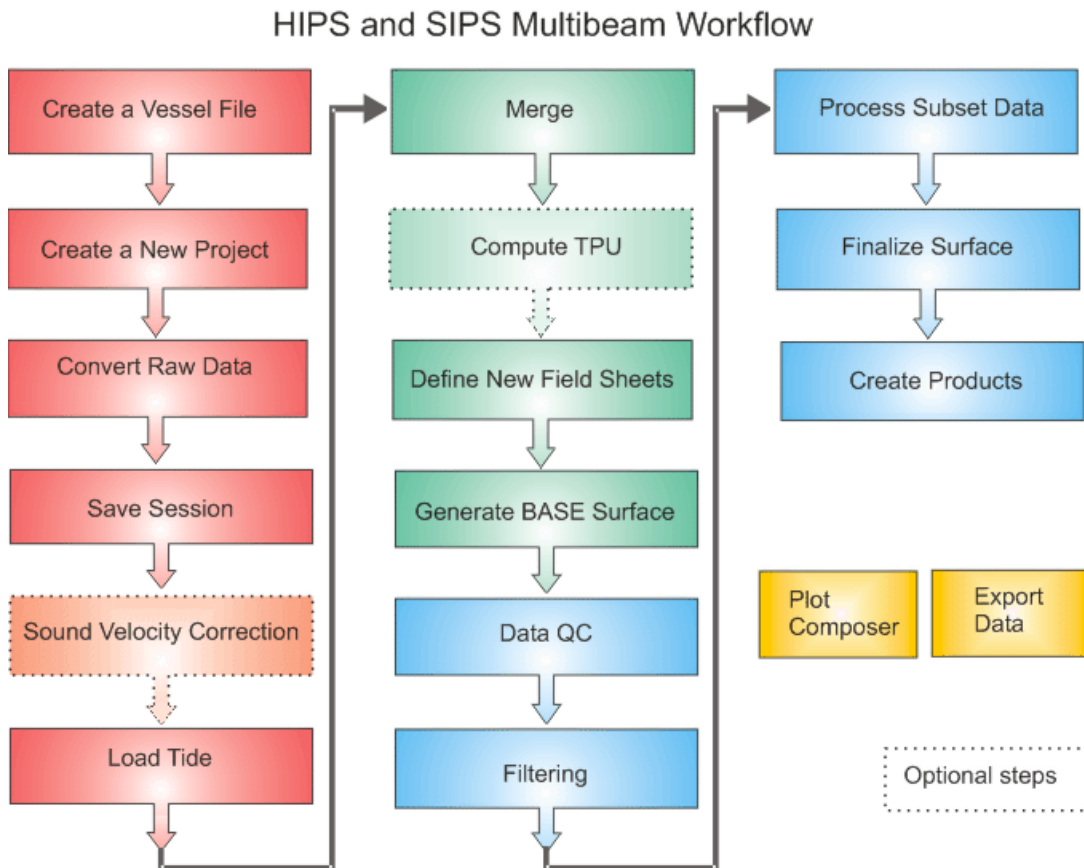 HIPS and SIPS Multibeam Workflow
Create a Vessel File
Create a New Project
Convert Raw Data
Save Session
Sound Velocity Correction
Load Tide
Merge
Compute TPU
Define New Field Sheets
Generate BASE Surface
Data QC
Filtering
Process Subset Data
Finalize Surface
Create Products
Plot
Composer
Export
Data
Optional steps